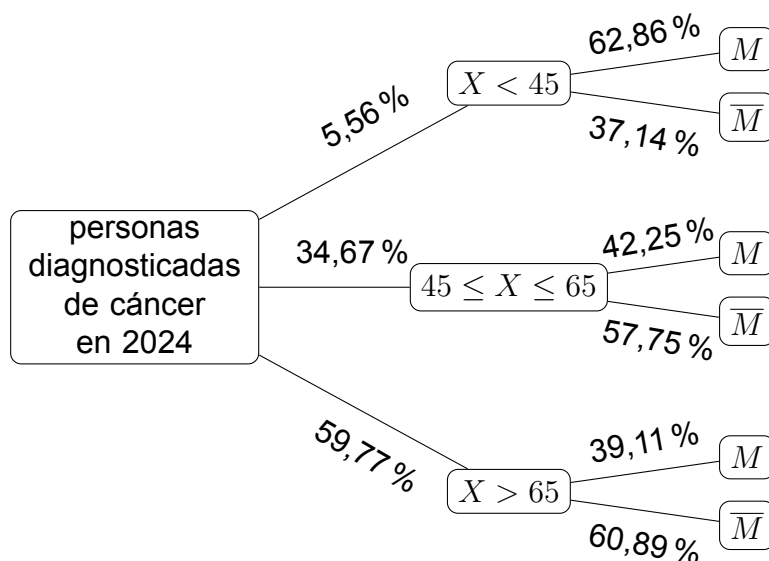 62,86 %
M
X < 45
5,56 %
37,14 %
M̅
personas
diagnosticadas
de cáncer
en 2024
34,67 %
42,25 %
M
45 ≤ X ≤ 65
57,75 %
M̅
59,77 %
39,11 %
M
X > 65
60,89 %
M̅